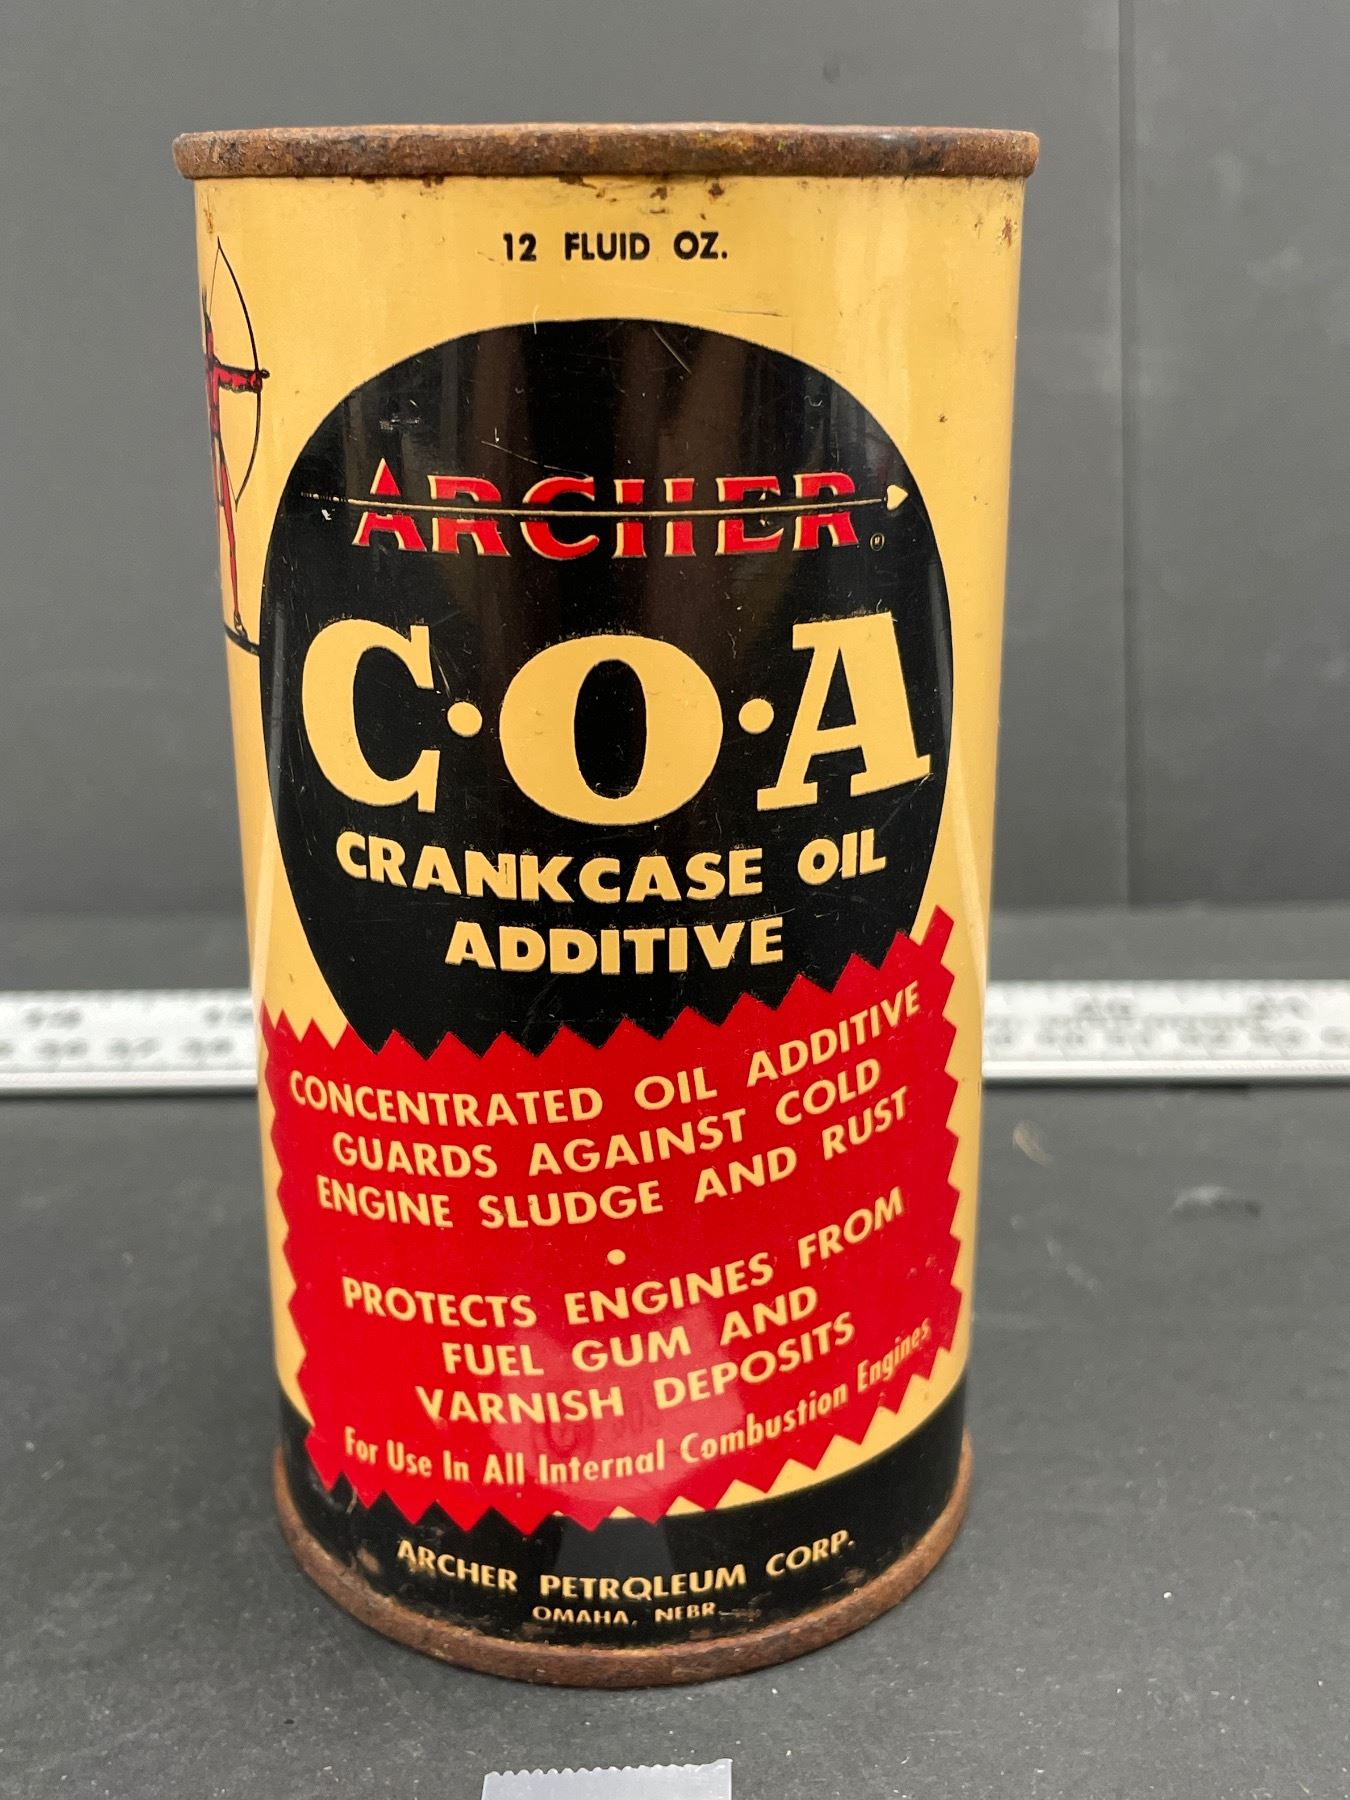 12 FLUID OZ.
ARCHER ®
C·O·A
CRANKCASE OIL
ADDITIVE
CONCENTRATED OIL ADDITIVE
GUARDS AGAINST COLD
ENGINE SLUDGE AND RUST
•
PROTECTS ENGINES FROM
FUEL GUM AND
VARNISH DEPOSITS
For Use In All Internal Combustion Engines
ARCHER PETROLEUM CORP.
OMAHA, NEBR.